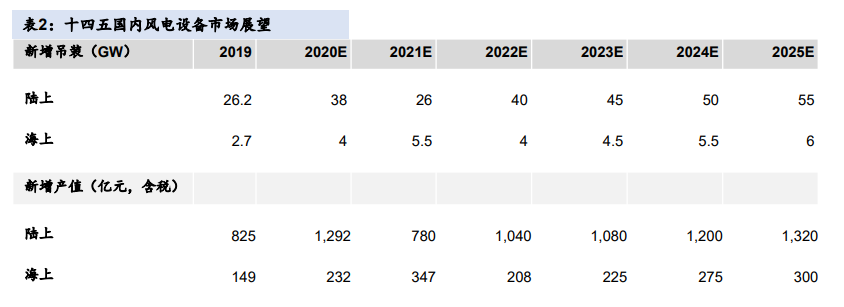 表2：十四五国内风电设备市场展望
新增吊装（GW） 2019 2020E 2021E 2022E 2023E 2024E 2025E
陆上 26.2 38 26 40 45 50 55
海上 2.7 4 5.5 4 4.5 5.5 6
新增产值（亿元，含税）
陆上 825 1,292 780 1,040 1,080 1,200 1,320
海上 149 232 347 208 225 275 300